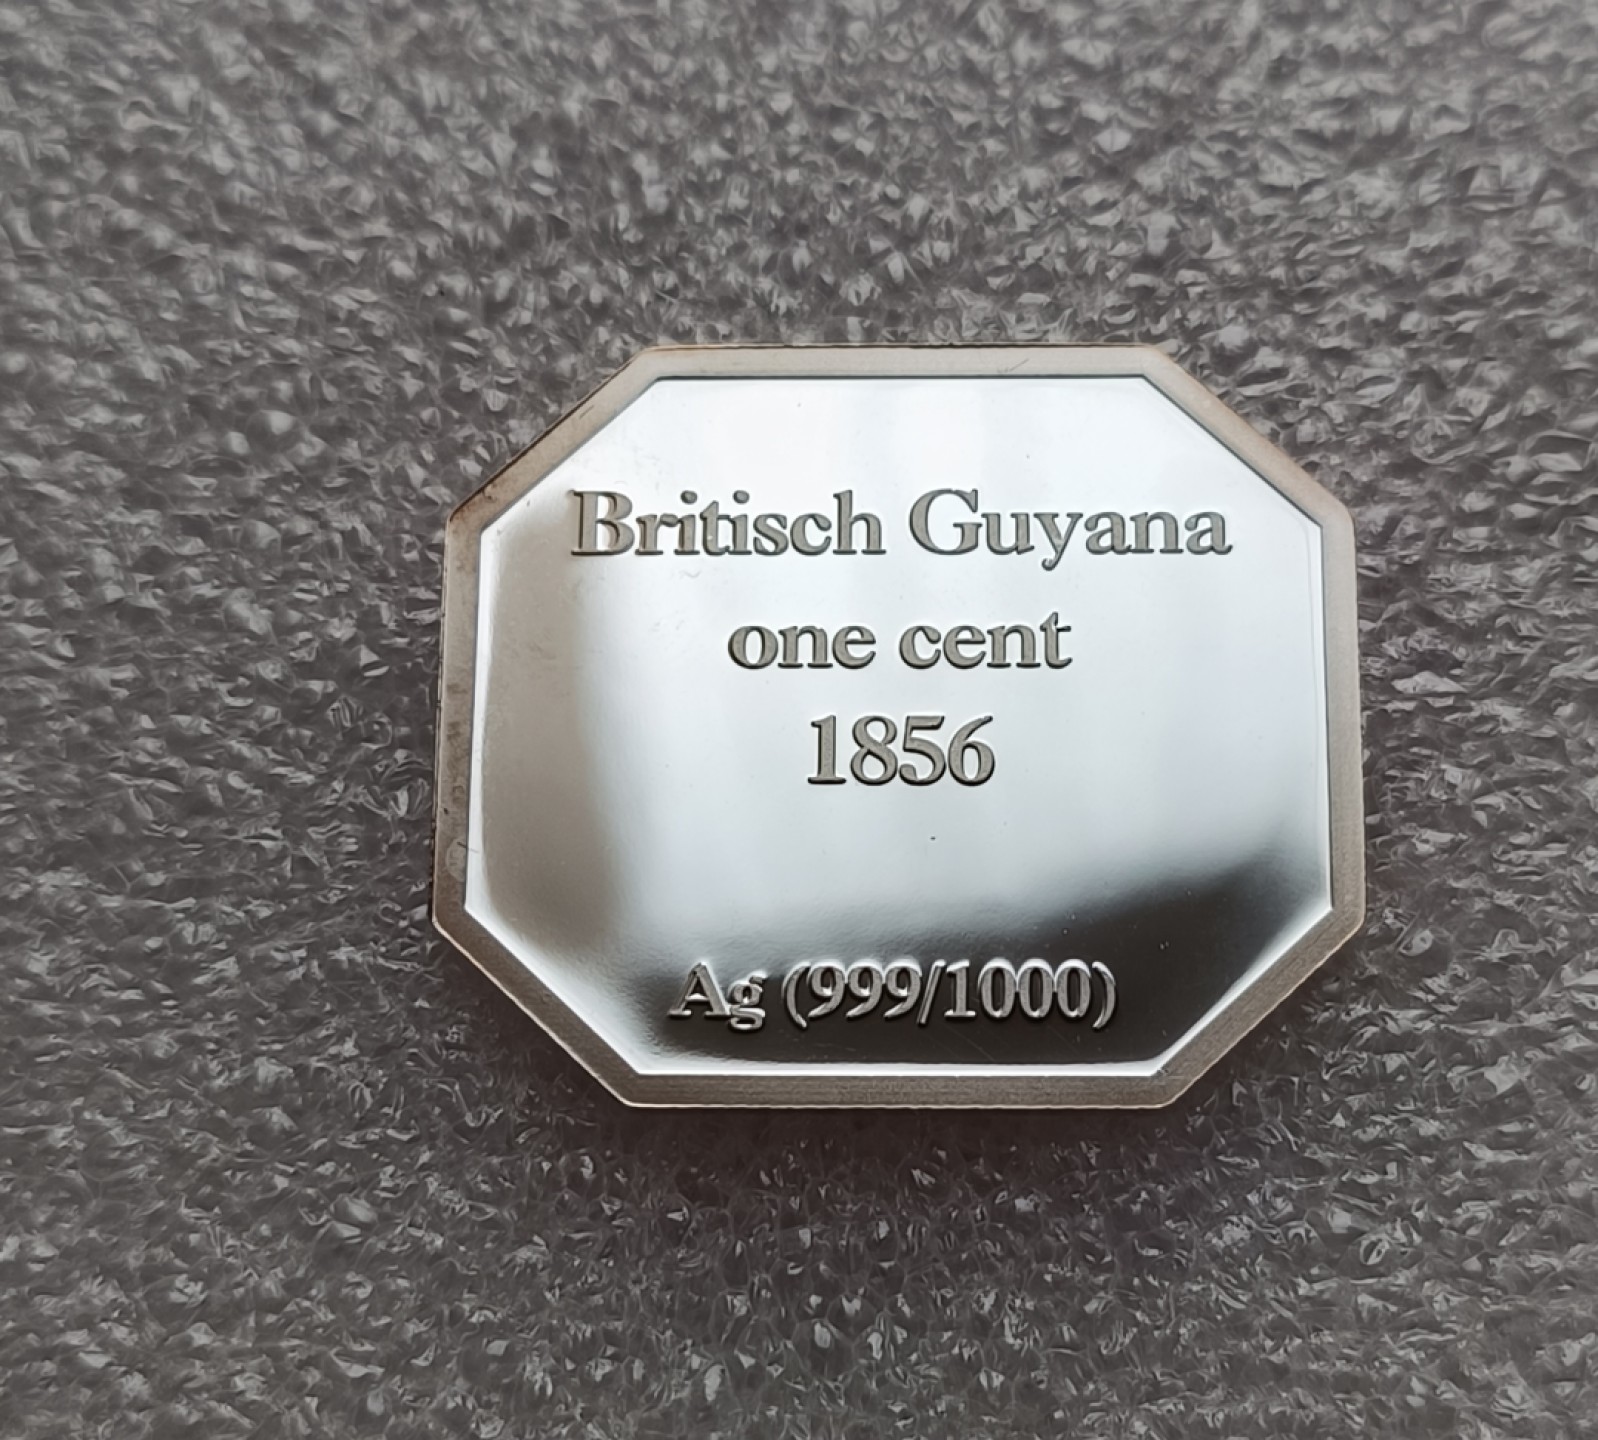 Britisch Guyana
one cent
1856
Ag (999/1000)